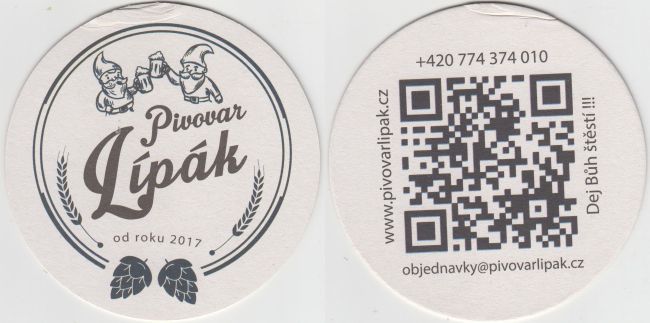 Pivovar
Lípák
od roku 2017
+420 774 374 010
www.pivovarlipak.cz
Dej Bůh štěstí !!!
objednavky@pivovarlipak.cz